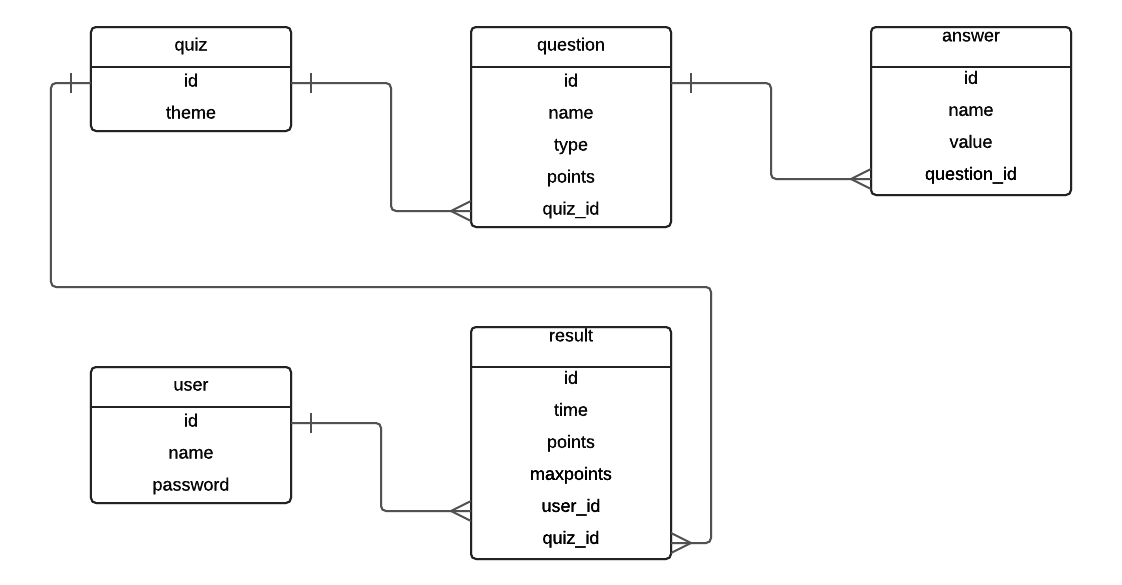 quiz
id
theme
question
id
name
type
points
quiz_id
answer
id
name
value
question_id
user
id
name
password
result
id
time
points
maxpoints
user_id
quiz_id